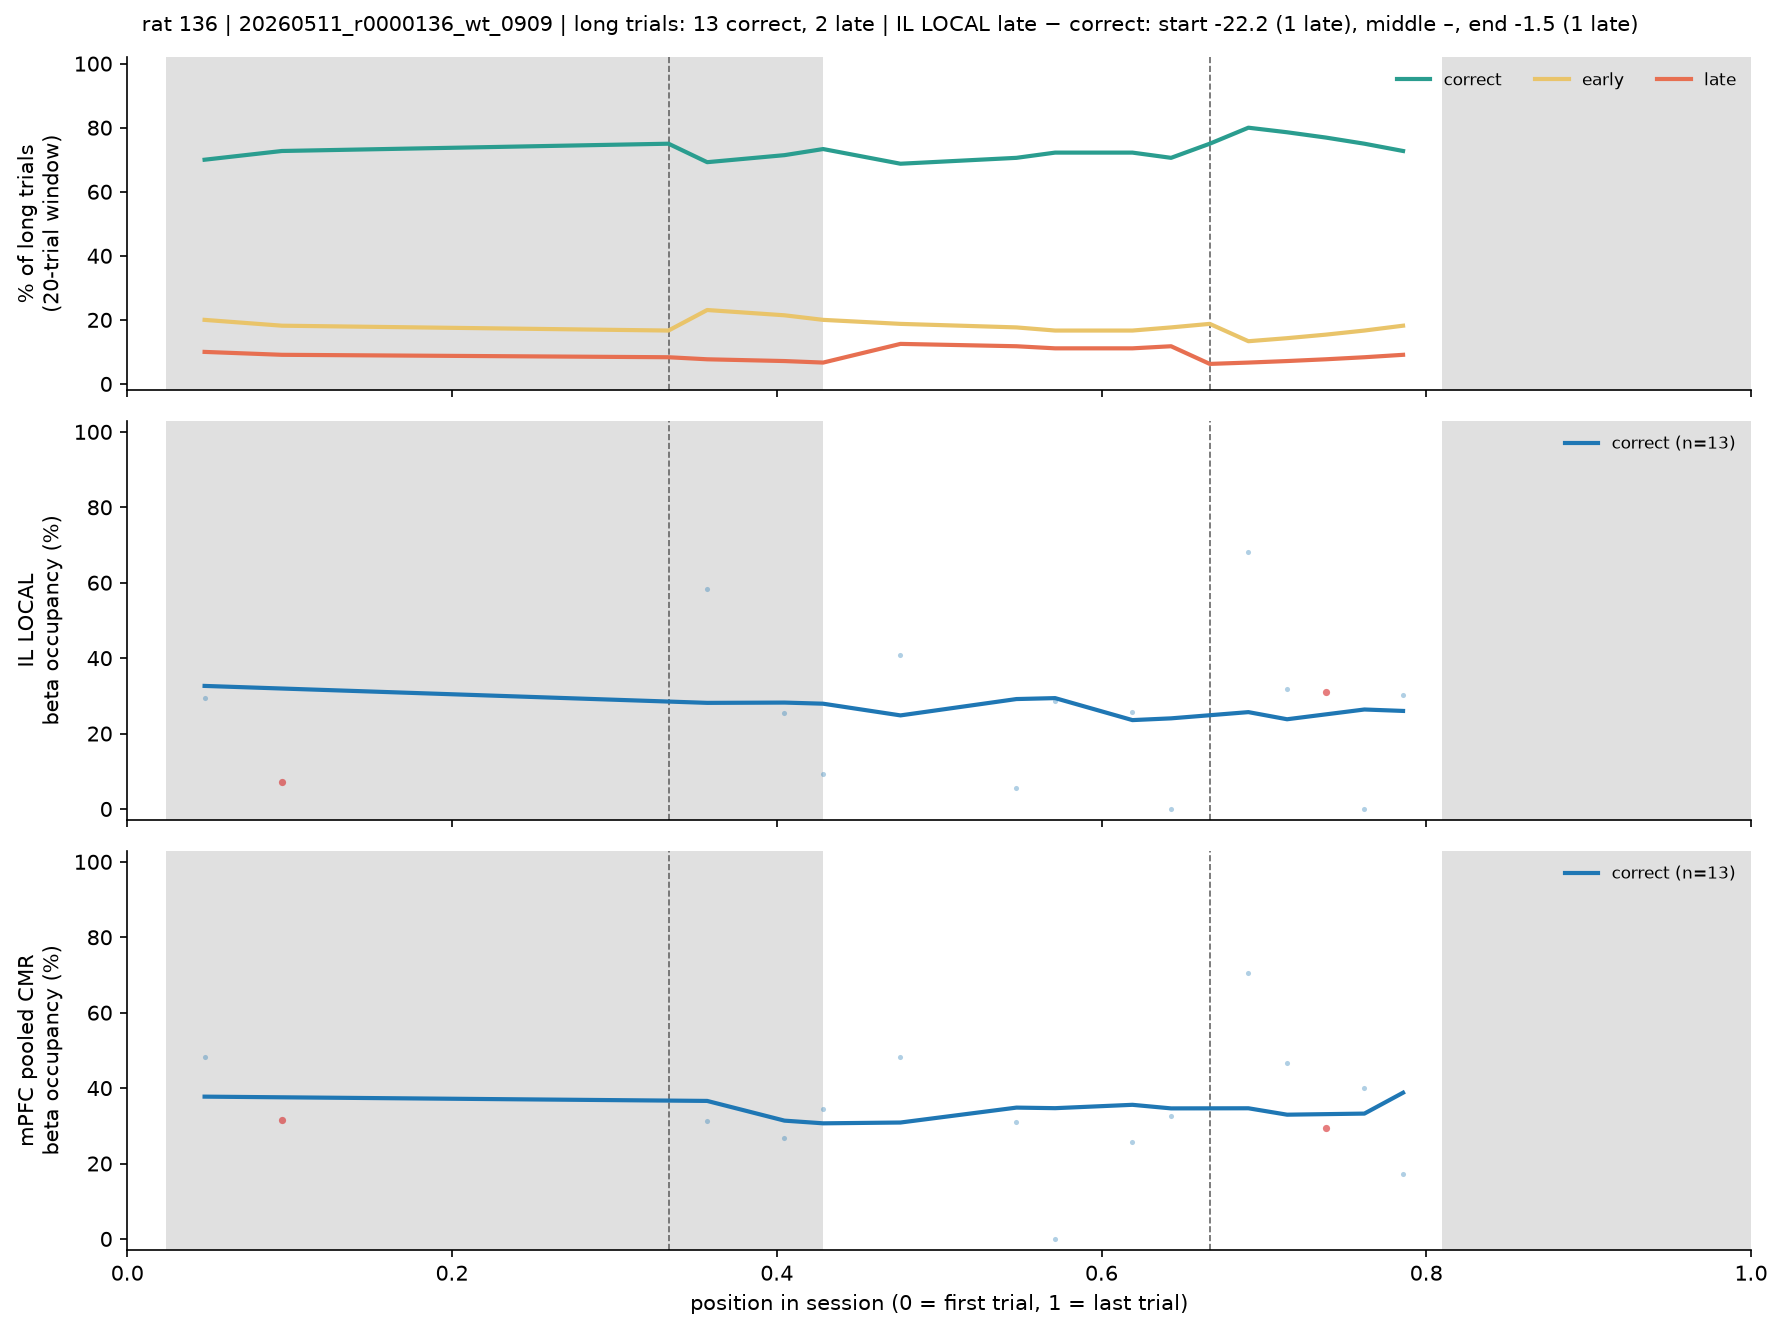 rat 136 | 20260511_r0000136_wt_0909 | long trials: 13 correct, 2 late | IL LOCAL late − correct: start -22.2 (1 late), middle –, end -1.5 (1 late)
% of long trials
(20-trial window)
100
80
60
40
20
0
correct
early
late
IL LOCAL
beta occupancy (%)
100
80
60
40
20
0
correct (n=13)
mPFC pooled CMR
beta occupancy (%)
100
80
60
40
20
0
correct (n=13)
0.0 0.2 0.4 0.6 0.8 1.0
position in session (0 = first trial, 1 = last trial)